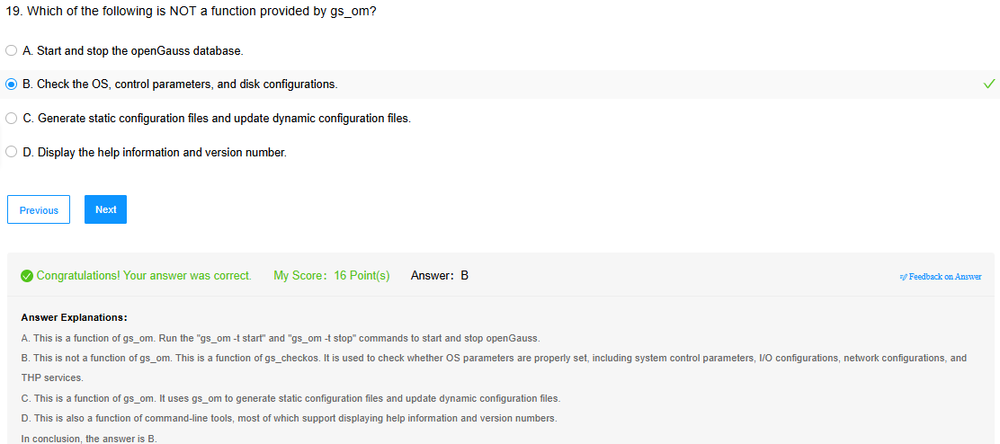 19. Which of the following is NOT a function provided by gs_om?
A. Start and stop the openGauss database.
B. Check the OS, control parameters, and disk configurations.
C. Generate static configuration files and update dynamic configuration files.
D. Display the help information and version number.
Previous Next
Congratulations! Your answer was correct. My Score: 16 Point(s) Answer: B Feedback on Answer
Answer Explanations:
A. This is a function of gs_om. Run the "gs_om -t start" and "gs_om -t stop" commands to start and stop openGauss.
B. This is not a function of gs_om. This is a function of gs_checkos. It is used to check whether OS parameters are properly set, including system control parameters, I/O configurations, network configurations, and
THP services.
C. This is a function of gs_om. It uses gs_om to generate static configuration files and update dynamic configuration files.
D. This is also a function of command-line tools, most of which support displaying help information and version numbers.
In conclusion, the answer is B.